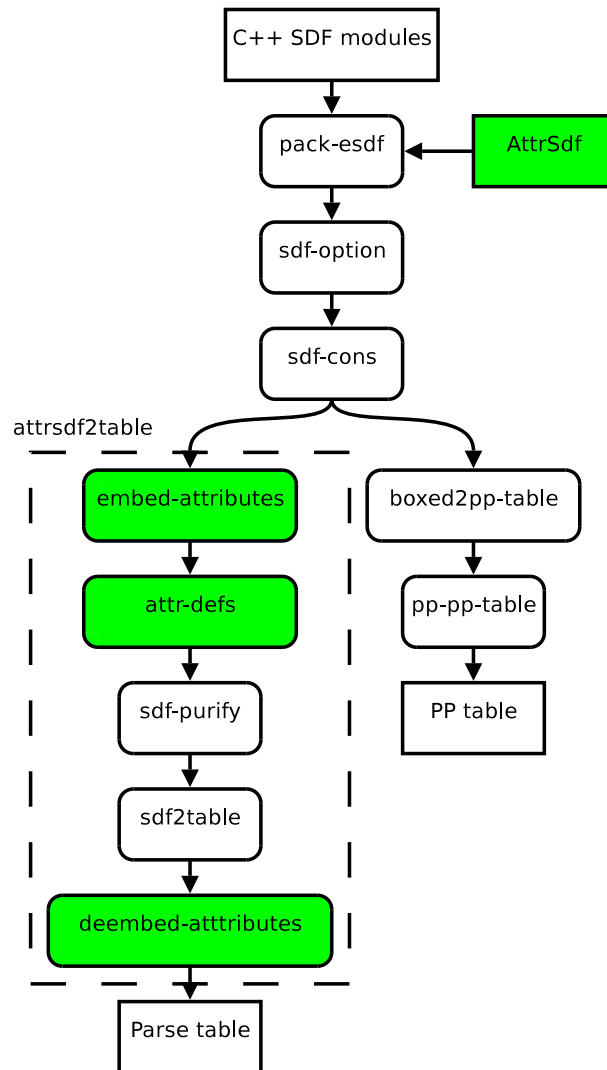 C++ SDF modules
pack-esdf
AttrSdf
sdf-option
sdf-cons
attrsdf2table
embed-attributes
boxed2pp-table
attr-defs
pp-pp-table
sdf-purify
PP table
sdf2table
deembed-atttributes
Parse table